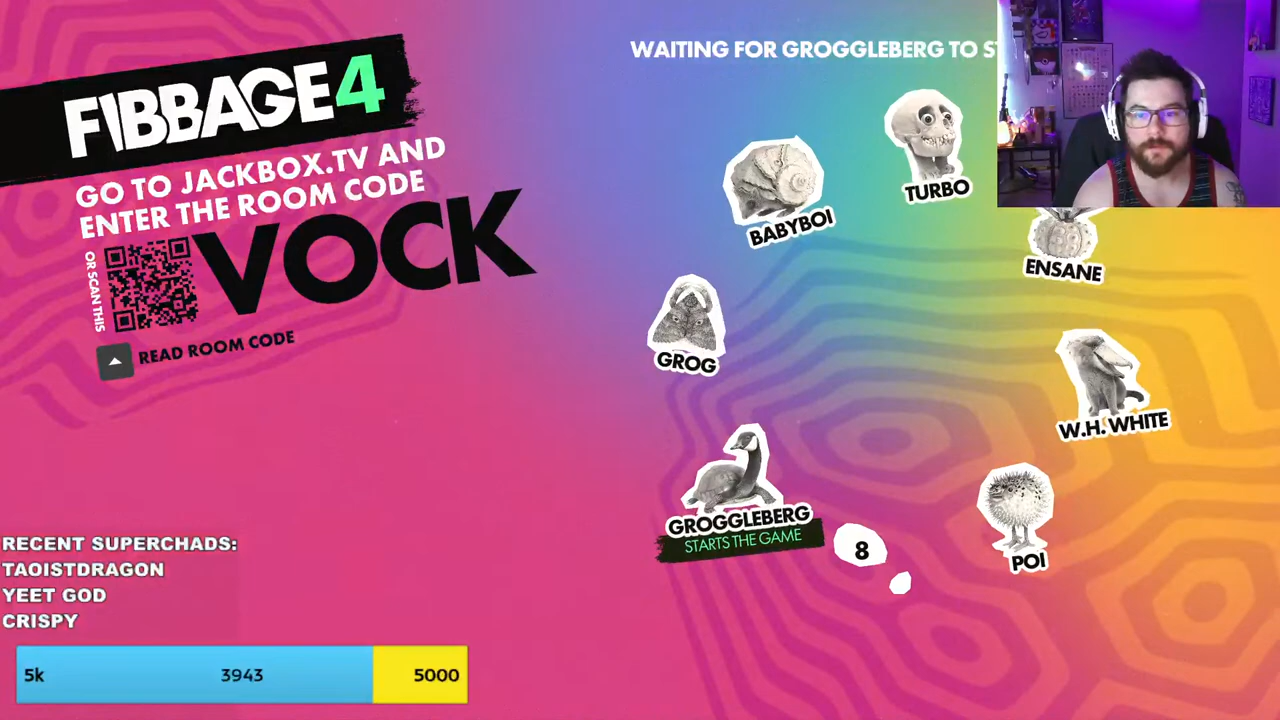 WAITING FOR GROGGLEBERG TO
FIBBAGE 4
GO TO JACKBOX.TV AND
ENTER THE ROOM CODE
OR SCAN THIS
VOCK
READ ROOM CODE
TURBO
BABYBOI
ENSANE
GROG
W.H. WHITE
GROGGLEBERG
STARTS THE GAME
8
POI
RECENT SUPERCHADS:
TAOISTDRAGON
YEET GOD
CRISPY
5k 3943 5000